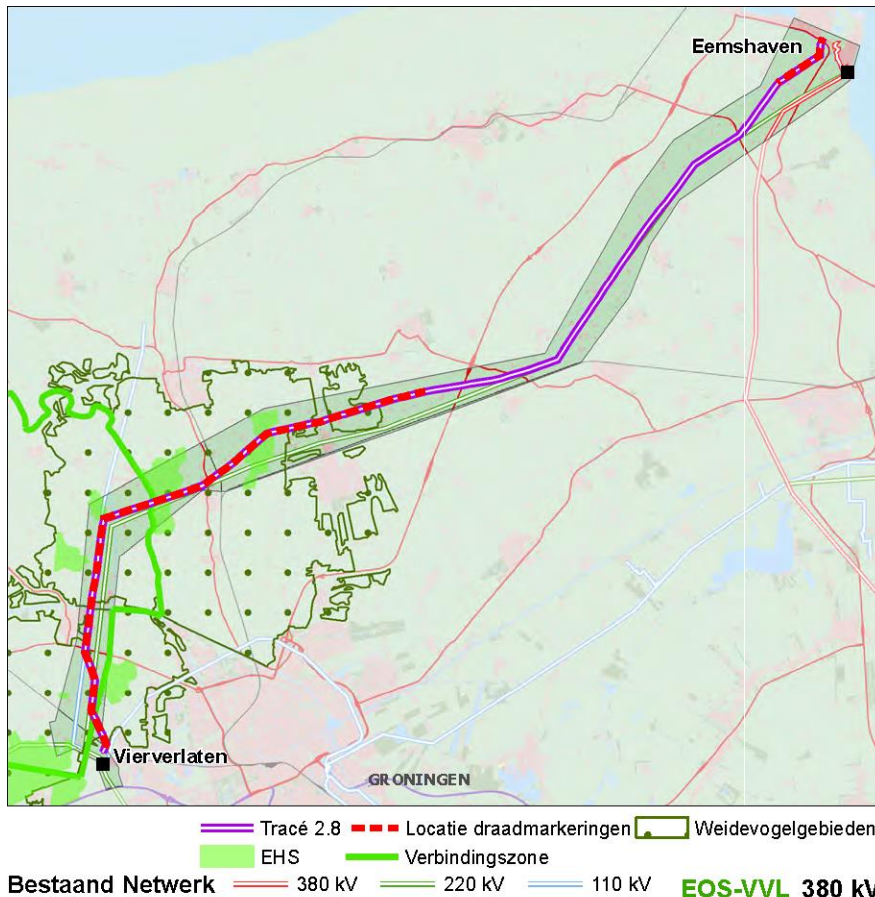 Eemshaven
Vierverlaten
GRONINGEN
Tracé 2.8 Locatie draadmarkeringen Weidevogelgebieden
EHS Verbindingszone
Bestaand Netwerk 380 kV 220 kV 110 kV EOS-VVL 380 kV